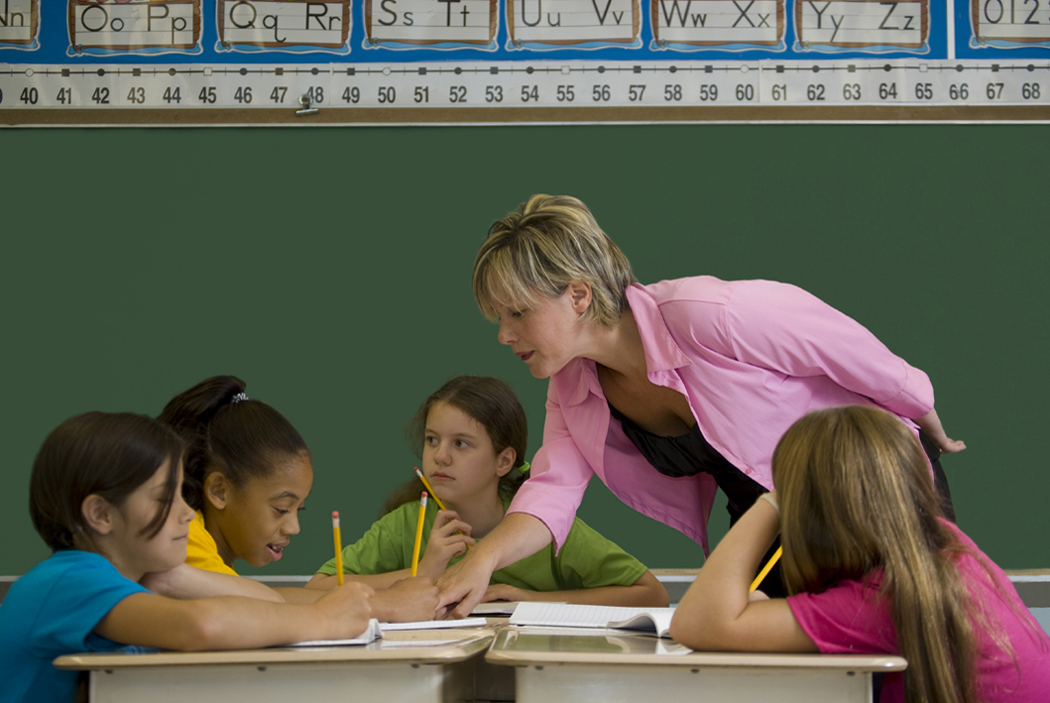 Nn Oo Pp Qq Rr Ss Tt Uu Vv Ww Xx Yy Zz 012
40 41 42 43 44 45 46 47 48 49 50 51 52 53 54 55 56 57 58 59 60 61 62 63 64 65 66 67 68